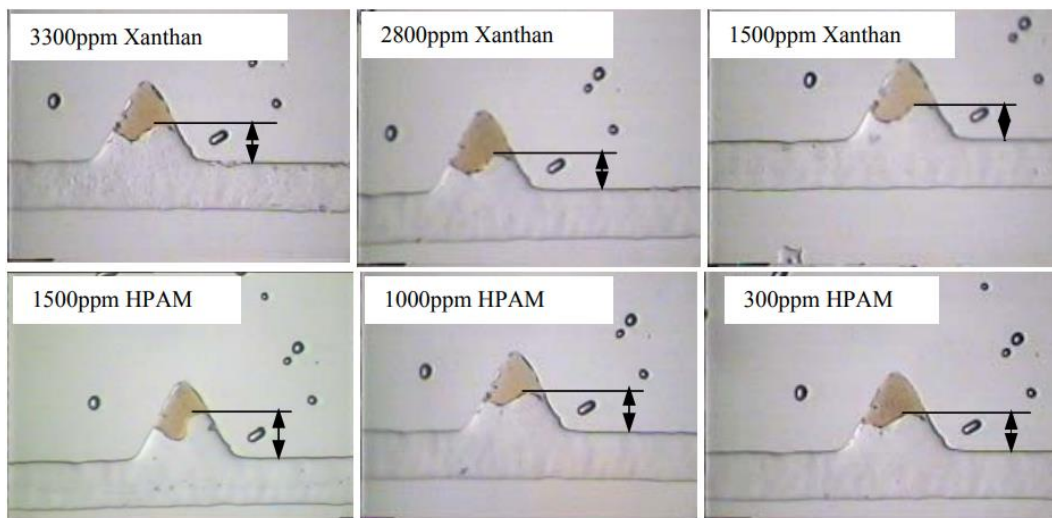 3300ppm Xanthan
2800ppm Xanthan
1500ppm Xanthan
1500ppm HPAM
1000ppm HPAM
300ppm HPAM